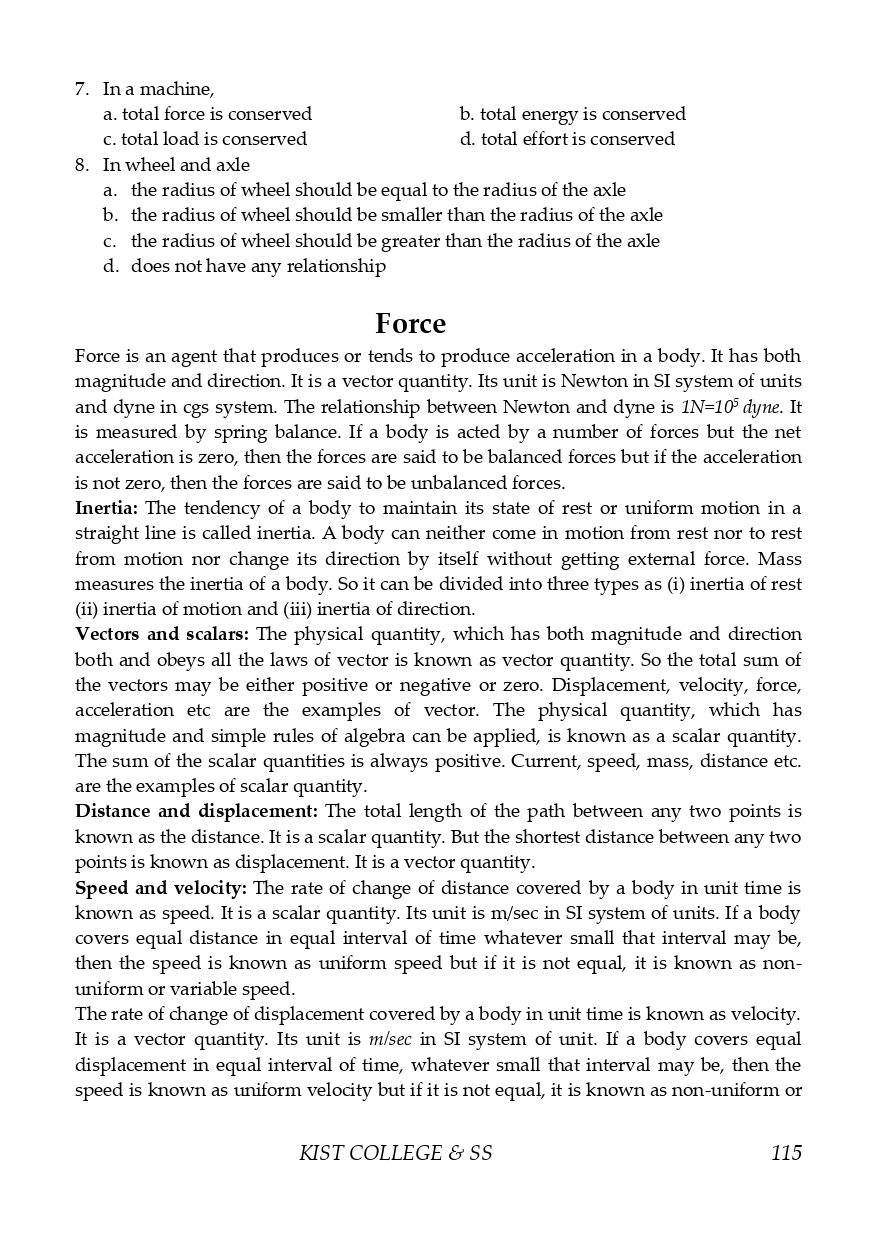 7. In a machine,
a. total force is conserved b. total energy is conserved
c. total load is conserved d. total effort is conserved
8. In wheel and axle
a. the radius of wheel should be equal to the radius of the axle
b. the radius of wheel should be smaller than the radius of the axle
c. the radius of wheel should be greater than the radius of the axle
d. does not have any relationship
Force
Force is an agent that produces or tends to produce acceleration in a body. It has both
magnitude and direction. It is a vector quantity. Its unit is Newton in SI system of units
and dyne in cgs system. The relationship between Newton and dyne is 1N=10⁵ dyne. It
is measured by spring balance. If a body is acted by a number of forces but the net
acceleration is zero, then the forces are said to be balanced forces but if the acceleration
is not zero, then the forces are said to be unbalanced forces.
Inertia: The tendency of a body to maintain its state of rest or uniform motion in a
straight line is called inertia. A body can neither come in motion from rest nor to rest
from motion nor change its direction by itself without getting external force. Mass
measures the inertia of a body. So it can be divided into three types as (i) inertia of rest
(ii) inertia of motion and (iii) inertia of direction.
Vectors and scalars: The physical quantity, which has both magnitude and direction
both and obeys all the laws of vector is known as vector quantity. So the total sum of
the vectors may be either positive or negative or zero. Displacement, velocity, force,
acceleration etc are the examples of vector. The physical quantity, which has
magnitude and simple rules of algebra can be applied, is known as a scalar quantity.
The sum of the scalar quantities is always positive. Current, speed, mass, distance etc.
are the examples of scalar quantity.
Distance and displacement: The total length of the path between any two points is
known as the distance. It is a scalar quantity. But the shortest distance between any two
points is known as displacement. It is a vector quantity.
Speed and velocity: The rate of change of distance covered by a body in unit time is
known as speed. It is a scalar quantity. Its unit is m/sec in SI system of units. If a body
covers equal distance in equal interval of time whatever small that interval may be,
then the speed is known as uniform speed but if it is not equal, it is known as non-
uniform or variable speed.
The rate of change of displacement covered by a body in unit time is known as velocity.
It is a vector quantity. Its unit is m/sec in SI system of unit. If a body covers equal
displacement in equal interval of time, whatever small that interval may be, then the
speed is known as uniform velocity but if it is not equal, it is known as non-uniform or
KIST COLLEGE & SS 115